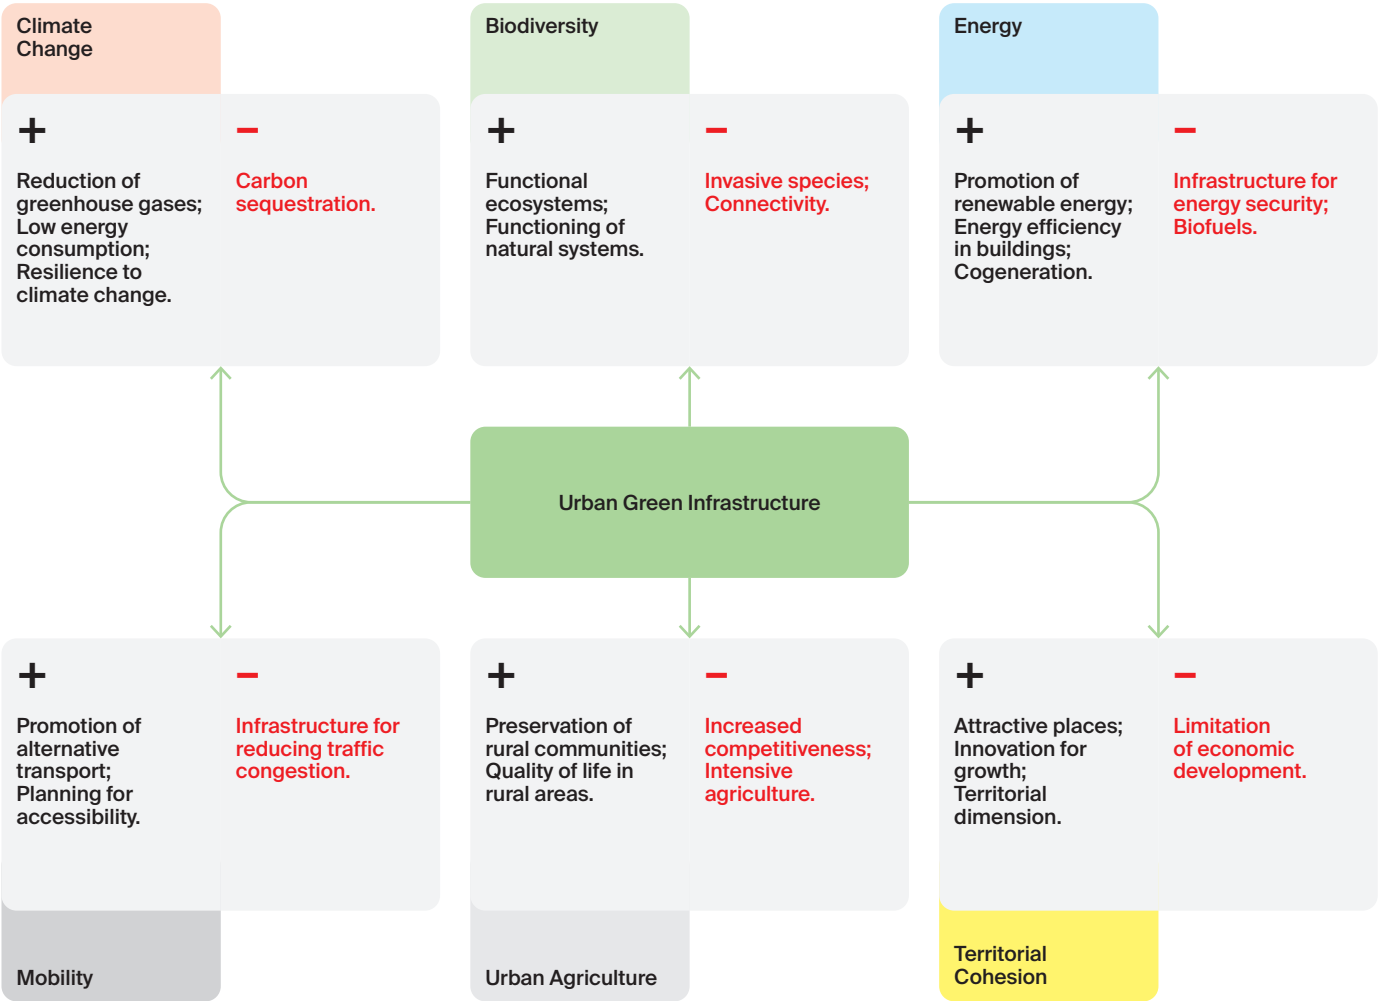 Climate
Change
+
Reduction of
greenhouse gases;
Low energy
consumption;
Resilience to
climate change.
−
Carbon
sequestration.
Biodiversity
+
Functional
ecosystems;
Functioning of
natural systems.
−
Invasive species;
Connectivity.
Energy
+
Promotion of
renewable energy;
Energy efficiency
in buildings;
Cogeneration.
−
Infrastructure for
energy security;
Biofuels.
Urban Green Infrastructure
+
Promotion of
alternative
transport;
Planning for
accessibility.
−
Infrastructure for
reducing traffic
congestion.
Mobility
+
Preservation of
rural communities;
Quality of life in
rural areas.
−
Increased
competitiveness;
Intensive
agriculture.
Urban Agriculture
+
Attractive places;
Innovation for
growth;
Territorial
dimension.
−
Limitation
of economic
development.
Territorial
Cohesion